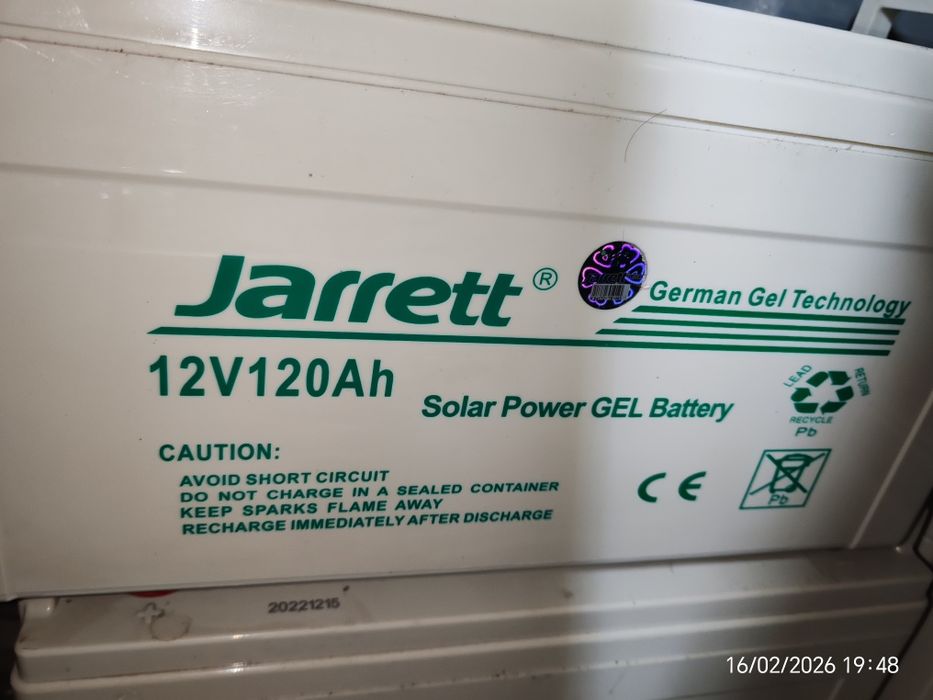 Jarrett®
German Gel Technology
12V120Ah
Solar Power GEL Battery
LEAD
RETURN
RECYCLE
Pb
CAUTION:
AVOID SHORT CIRCUIT
DO NOT CHARGE IN A SEALED CONTAINER
KEEP SPARKS FLAME AWAY
RECHARGE IMMEDIATELY AFTER DISCHARGE
CE
Pb
20221215
16/02/2026 19:48